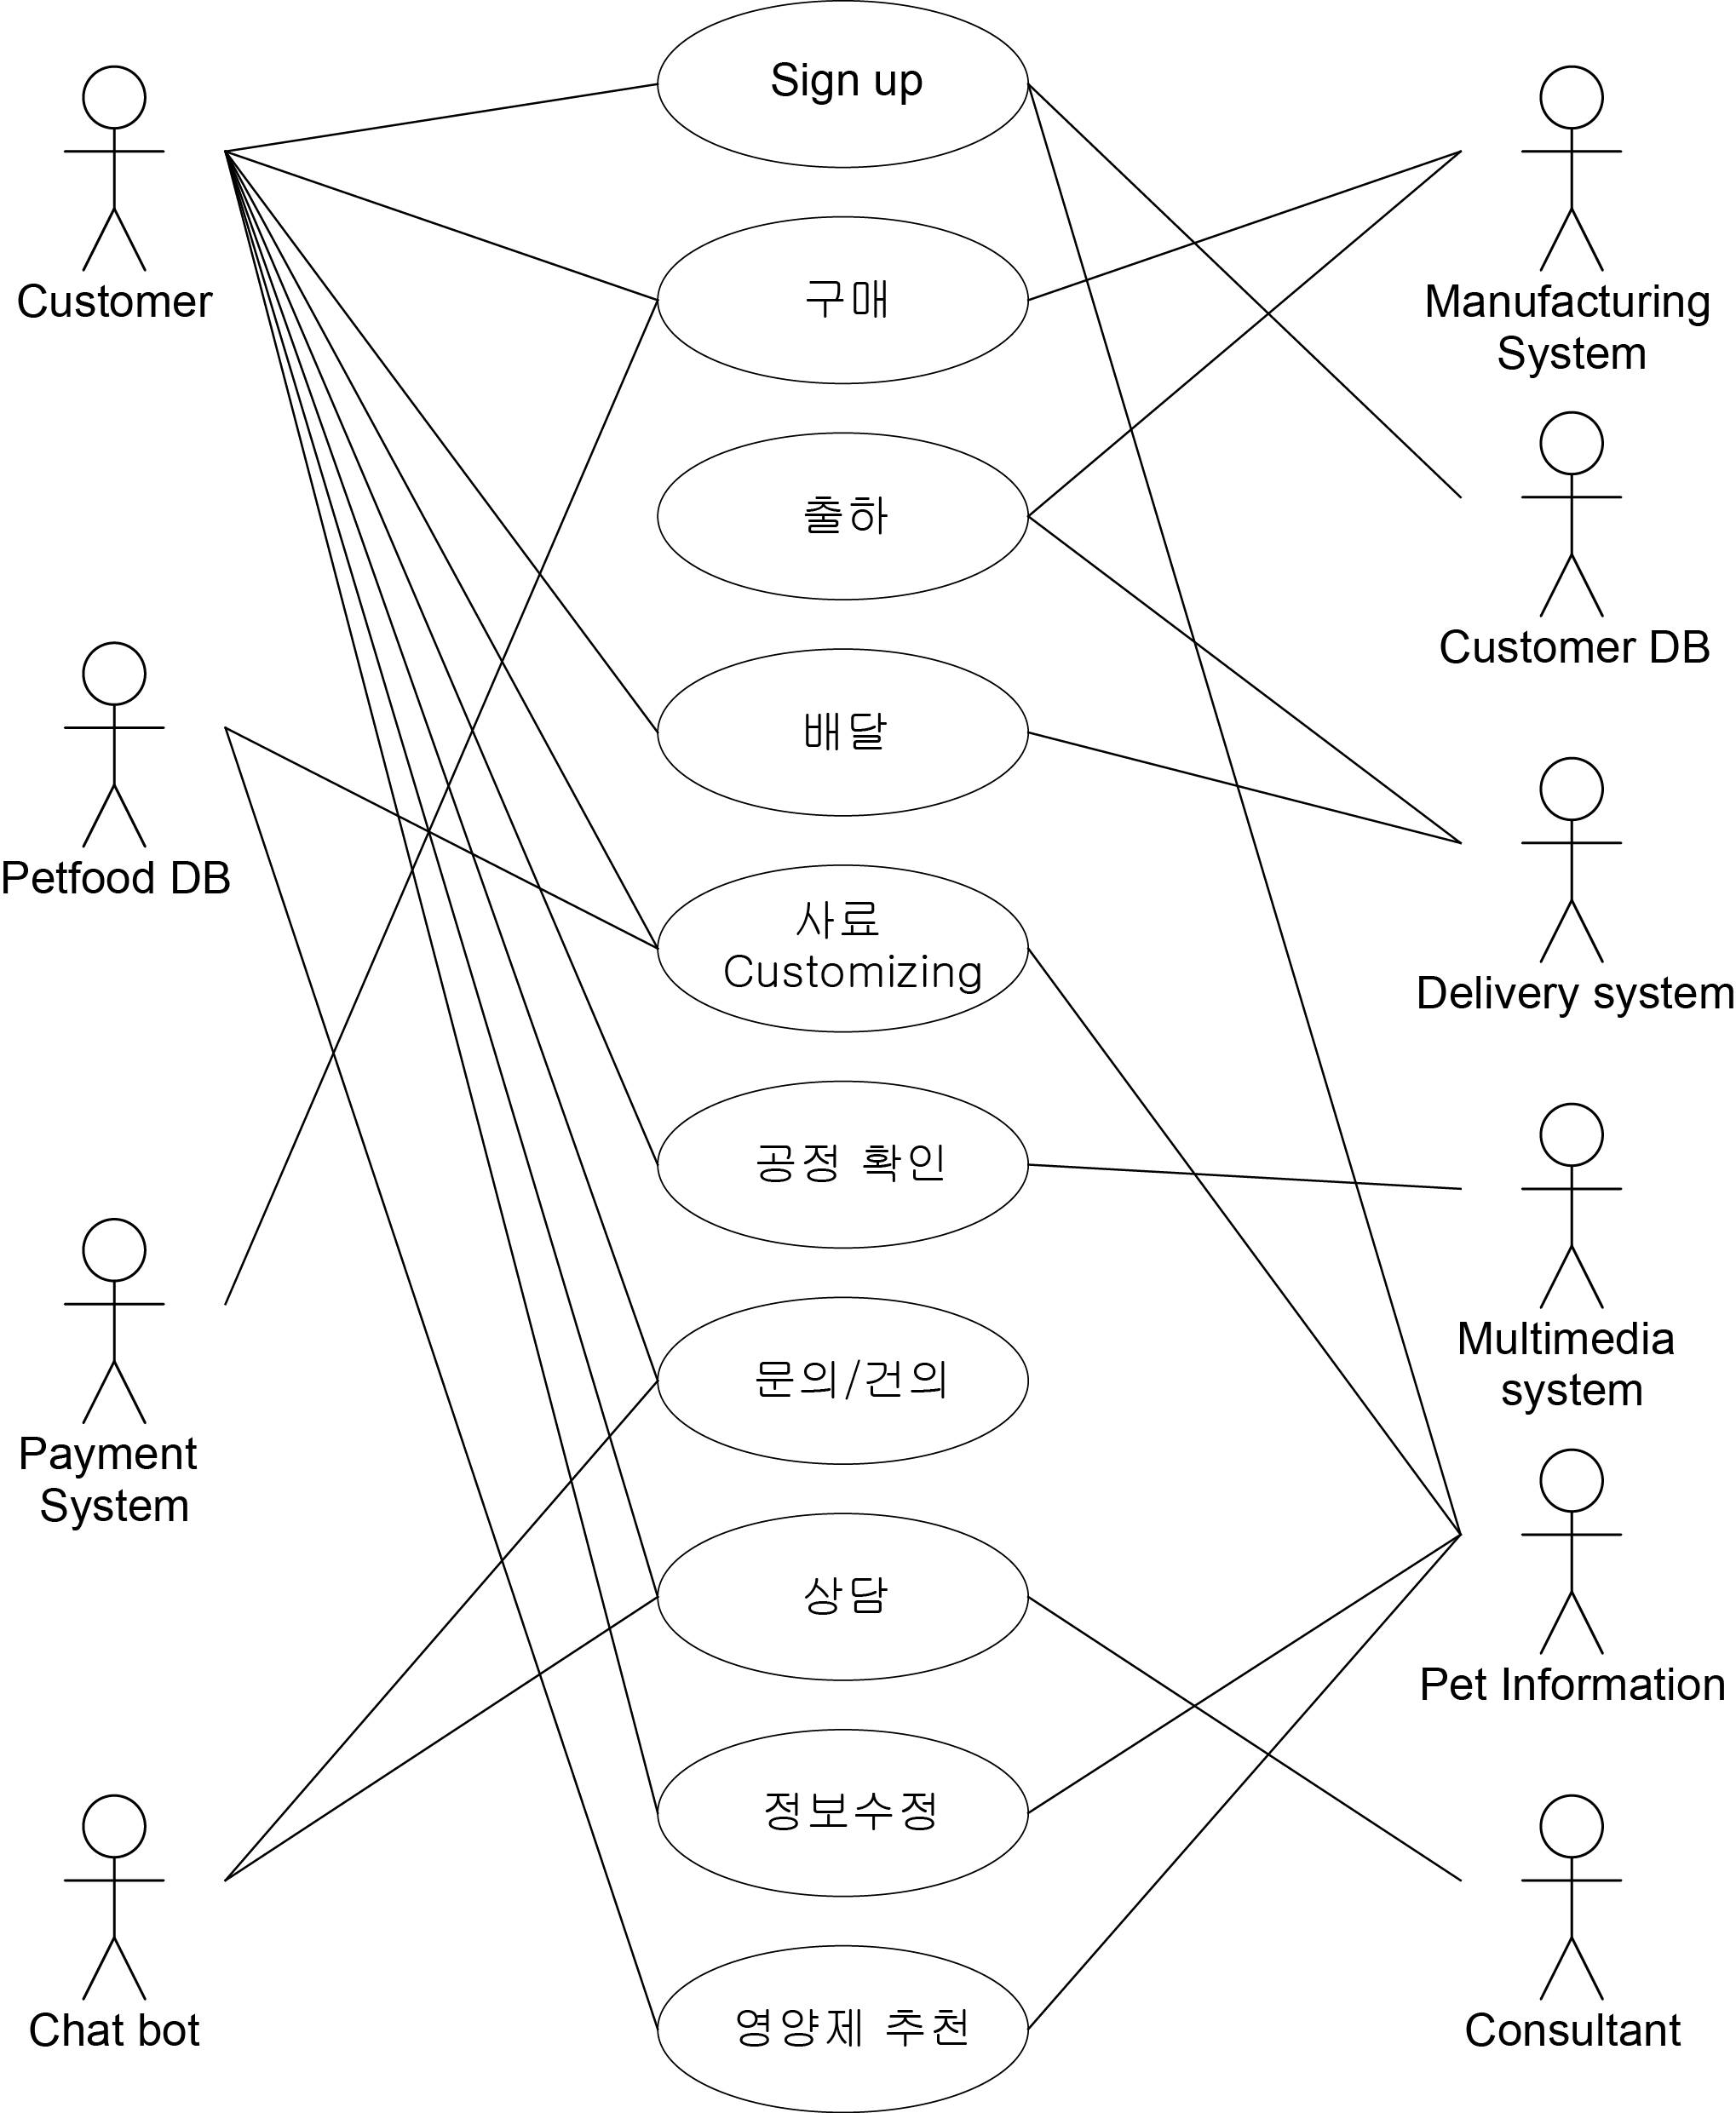 Sign up
Customer
구매
Manufacturing
System
출하
Customer DB
배달
Petfood DB
사료
Customizing
Delivery system
공정 확인
문의/건의
Multimedia
system
Payment
System
상담
Pet Information
정보수정
Chat bot
영양제 추천
Consultant